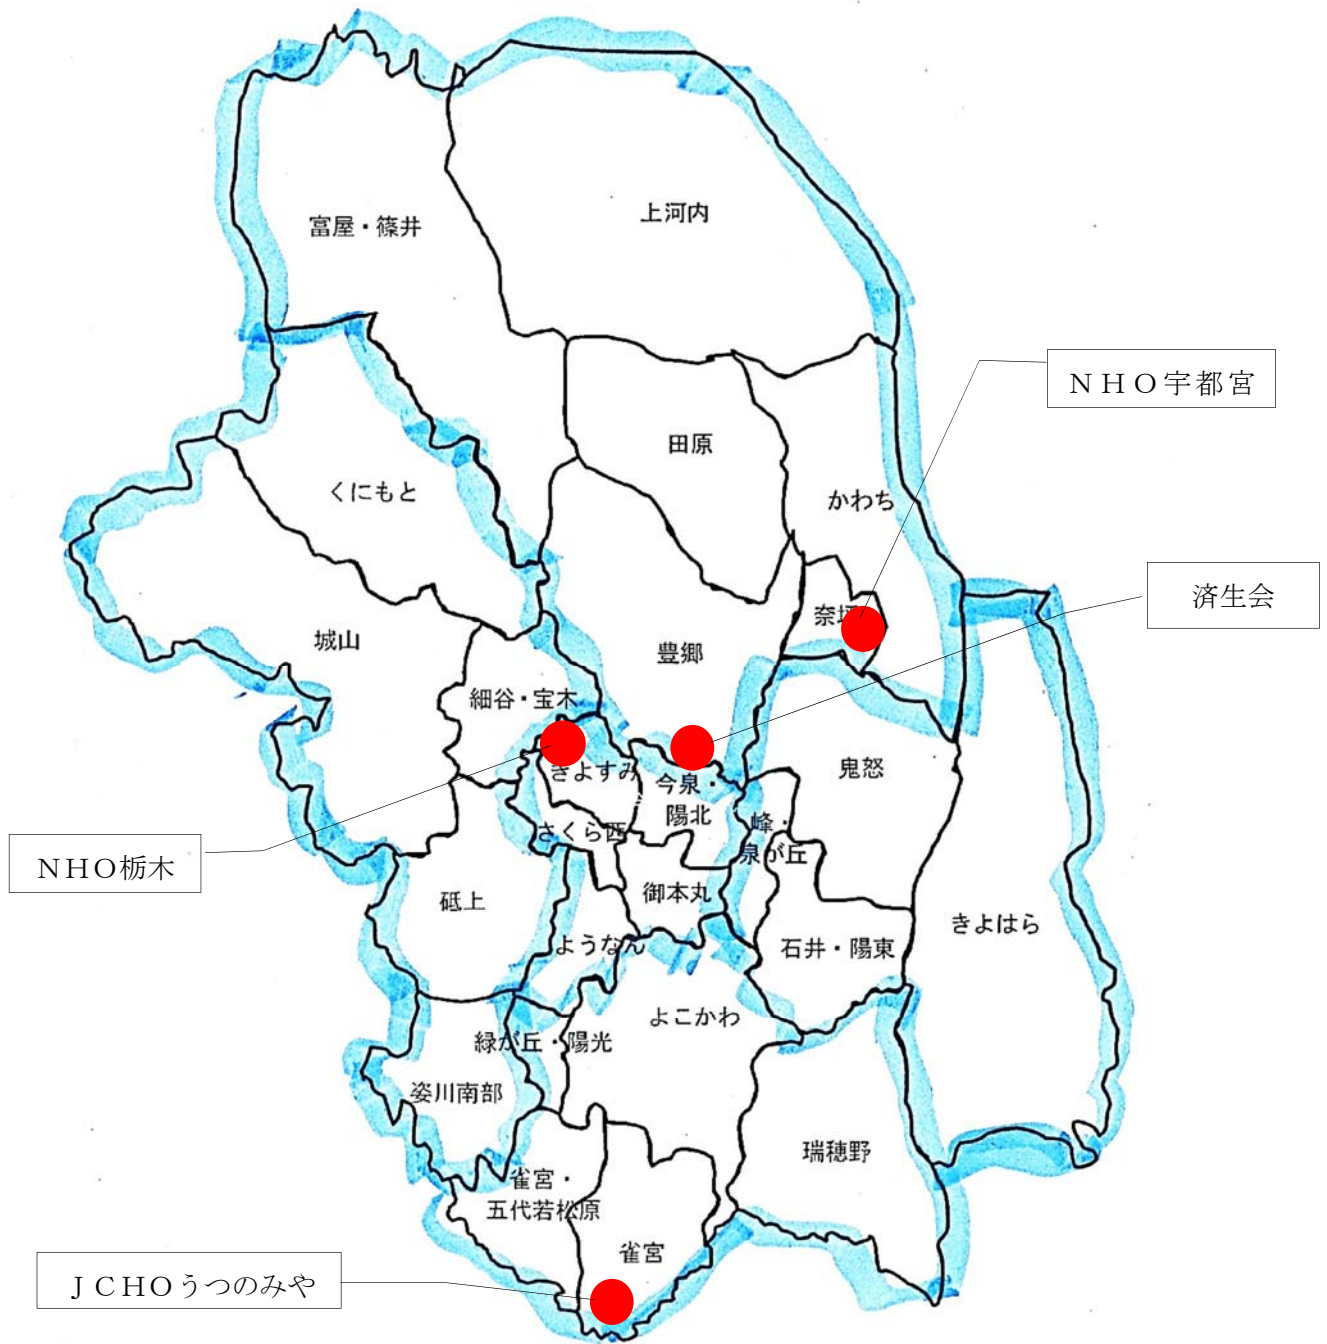 富屋・篠井
上河内
NHO宇都宮
田原
くにもと
かわち
済生会
奈坪
城山
豊郷
細谷・宝木
きよすみ
鬼怒
今泉・
陽北
峰・
泉が丘
さくら西
NHO栃木
砥上
御本丸
きよはら
ようなん
石井・陽東
よこかわ
緑が丘・陽光
姿川南部
瑞穂野
雀宮・
五代若松原
雀宮
JCHOうつのみや